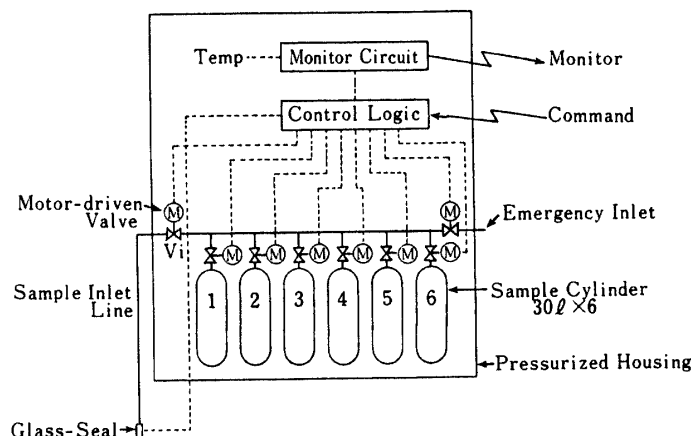 Temp
Monitor Circuit
Monitor
Control Logic
Command
Motor-driven
Valve
M
M
Emergency Inlet
Vi
M
M
M
M
M
M
Sample Inlet
Line
1
2
3
4
5
6
Sample Cylinder
30ℓ ×6
Pressurized Housing
Glass-Seal